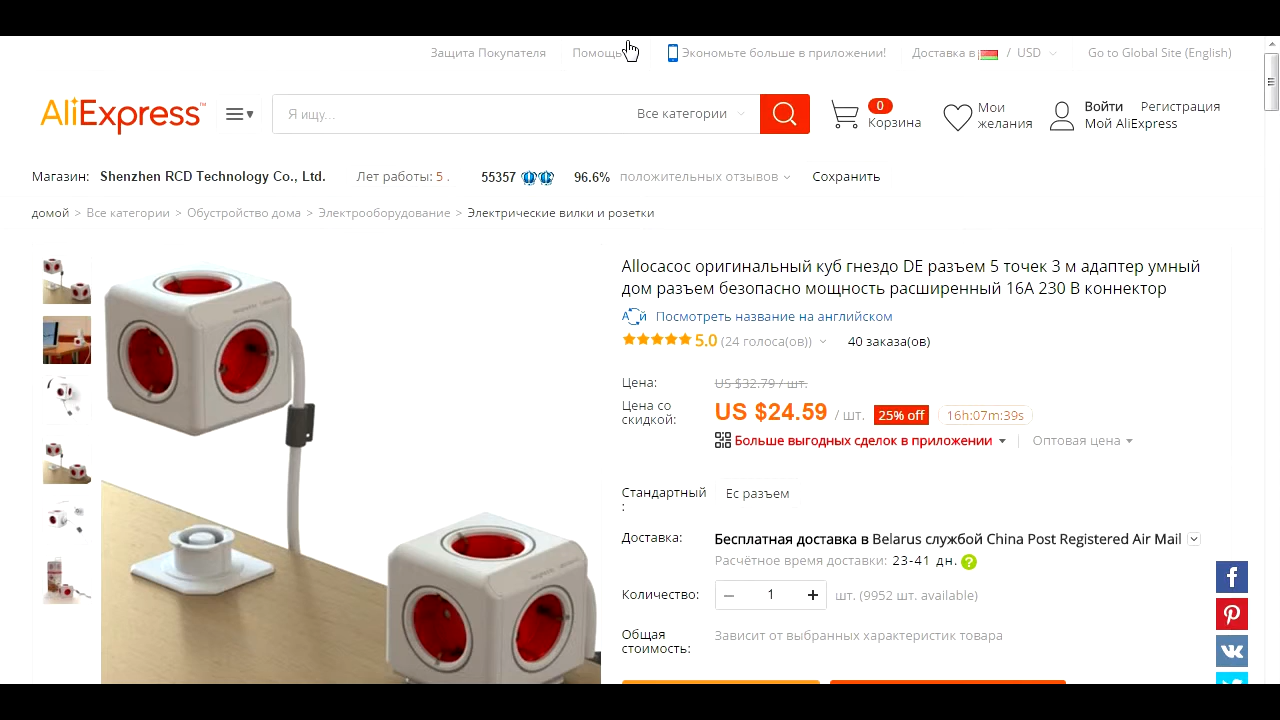 Защита Покупателя Помощь Экономьте больше в приложении! Доставка в / USD Go to Global Site (English)
AliExpress™ Я ищу... Все категории 0 Корзина Мои желания Войти Регистрация Мой AliExpress
Магазин: Shenzhen RCD Technology Co., Ltd. Лет работы: 5 . 55357 96.6% положительных отзывов Сохранить
домой > Все категории > Обустройство дома > Электрооборудование > Электрические вилки и розетки
Allocacoc оригинальный куб гнездо DE разъем 5 точек 3 м адаптер умный
дом разъем безопасно мощность расширенный 16A 230 В коннектор
Посмотреть название на английском
5.0 (24 голоса(ов)) 40 заказа(ов)
Цена: US $32.79 / шт.
Цена со скидкой: US $24.59 / шт. 25% off 16h:07m:39s
Больше выгодных сделок в приложении Оптовая цена
Стандартный : Ес разъем
Доставка: Бесплатная доставка в Belarus службой China Post Registered Air Mail
Расчётное время доставки: 23-41 дн. ?
Количество: – 1 + шт. (9952 шт. available)
Общая стоимость: Зависит от выбранных характеристик товара